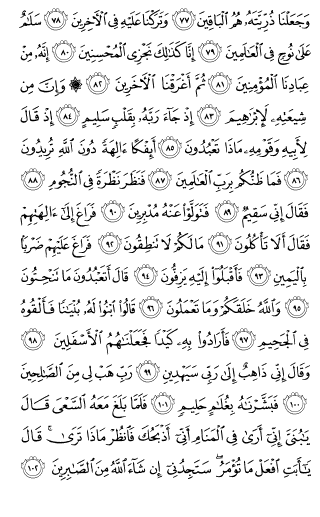 وَجَعَلْنَا ذُرِّيَّتَهُۥ هُمُ ٱلْبَاقِينَ ٧٧ وَتَرَكْنَا عَلَيْهِ فِى ٱلْءَاخِرِينَ ٧٨ سَلَٰمٌ
عَلَىٰ نُوحٍ فِى ٱلْعَٰلَمِينَ ٧٩ إِنَّا كَذَٰلِكَ نَجْزِى ٱلْمُحْسِنِينَ ٨٠ إِنَّهُۥ مِنْ
عِبَادِنَا ٱلْمُؤْمِنِينَ ٨١ ثُمَّ أَغْرَقْنَا ٱلْءَاخَرِينَ ٨٢ ۞ وَإِنَّ مِن
شِيعَتِهِۦ لَإِبْرَٰهِيمَ ٨٣ إِذْ جَآءَ رَبَّهُۥ بِقَلْبٍ سَلِيمٍ ٨٤ إِذْ قَالَ
لِأَبِيهِ وَقَوْمِهِۦ مَاذَا تَعْبُدُونَ ٨٥ أَئِفْكًا ءَالِهَةً دُونَ ٱللَّهِ تُرِيدُونَ
٨٦ فَمَا ظَنُّكُم بِرَبِّ ٱلْعَٰلَمِينَ ٨٧ فَنَظَرَ نَظْرَةً فِى ٱلنُّجُومِ ٨٨
فَقَالَ إِنِّى سَقِيمٌ ٨٩ فَتَوَلَّوْا۟ عَنْهُ مُدْبِرِينَ ٩٠ فَرَاغَ إِلَىٰٓ ءَالِهَتِهِمْ
فَقَالَ أَلَا تَأْكُلُونَ ٩١ مَا لَكُمْ لَا تَنطِقُونَ ٩٢ فَرَاغَ عَلَيْهِمْ ضَرْبًۢا
بِٱلْيَمِينِ ٩٣ فَأَقْبَلُوٓا۟ إِلَيْهِ يَزِفُّونَ ٩٤ قَالَ أَتَعْبُدُونَ مَا تَنْحِتُونَ
٩٥ وَٱللَّهُ خَلَقَكُمْ وَمَا تَعْمَلُونَ ٩٦ قَالُوا۟ ٱبْنُوا۟ لَهُۥ بُنْيَٰنًا فَأَلْقُوهُ
فِى ٱلْجَحِيمِ ٩٧ فَأَرَادُوا۟ بِهِۦ كَيْدًا فَجَعَلْنَٰهُمُ ٱلْأَسْفَلِينَ ٩٨
وَقَالَ إِنِّى ذَاهِبٌ إِلَىٰ رَبِّى سَيَهْدِينِ ٩٩ رَبِّ هَبْ لِى مِنَ ٱلصَّٰلِحِينَ
١٠٠ فَبَشَّرْنَٰهُ بِغُلَٰمٍ حَلِيمٍ ١٠١ فَلَمَّا بَلَغَ مَعَهُ ٱلسَّعْىَ قَالَ
يَٰبُنَىَّ إِنِّىٓ أَرَىٰ فِى ٱلْمَنَامِ أَنِّىٓ أَذْبَحُكَ فَٱنظُرْ مَاذَا تَرَىٰ ۚ قَالَ
يَٰٓأَبَتِ ٱفْعَلْ مَا تُؤْمَرُ ۖ سَتَجِدُنِىٓ إِن شَآءَ ٱللَّهُ مِنَ ٱلصَّٰبِرِينَ ١٠٢